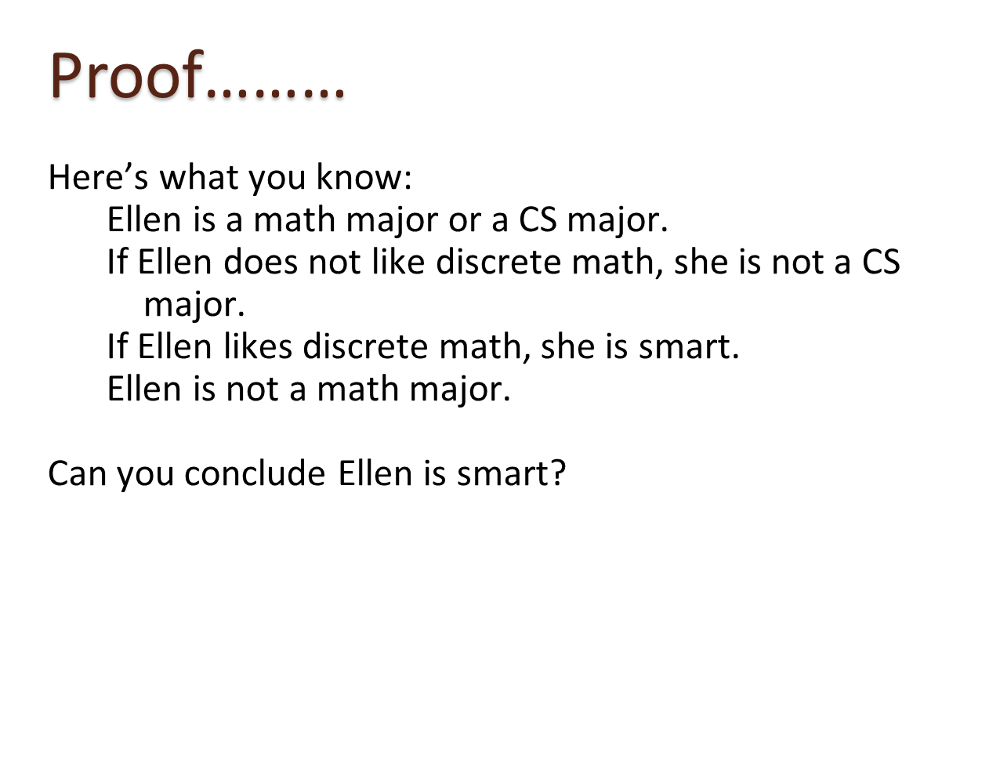 Proof………
Here’s what you know:
Ellen is a math major or a CS major.
If Ellen does not like discrete math, she is not a CS
major.
If Ellen likes discrete math, she is smart.
Ellen is not a math major.
Can you conclude Ellen is smart?